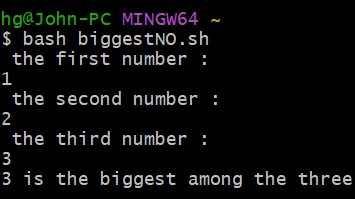 hg@John-PC MINGW64 ~
$ bash biggestNO.sh
the first number :
1
the second number :
2
the third number :
3
3 is the biggest among the three